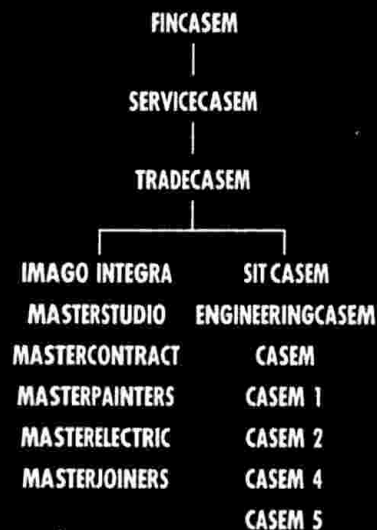 FINCASEM
SERVICECASEM
TRADECASEM
IMAGO INTEGRA
MASTERSTUDIO
MASTERCONTRACT
MASTERPAINTERS
MASTERELECTRIC
MASTERJOINERS
SIT CASEM
ENGINEERINGCASEM
CASEM
CASEM 1
CASEM 2
CASEM 4
CASEM 5